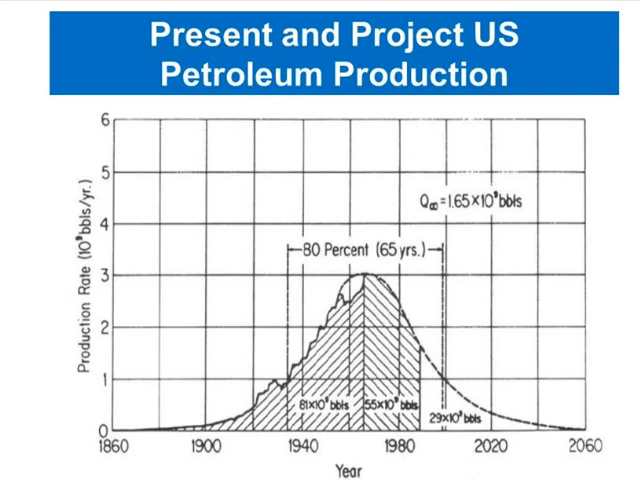 Present and Project US
Petroleum Production
6
5
4
3
2
1
0
Production Rate (10⁹bbls/yr.)
Q∞=1.65×10⁹bbls
80 Percent (65 yrs.)
81×10⁹bbls
55×10⁹bbls
29×10⁹bbls
1860 1900 1940 1980 2020 2060
Year